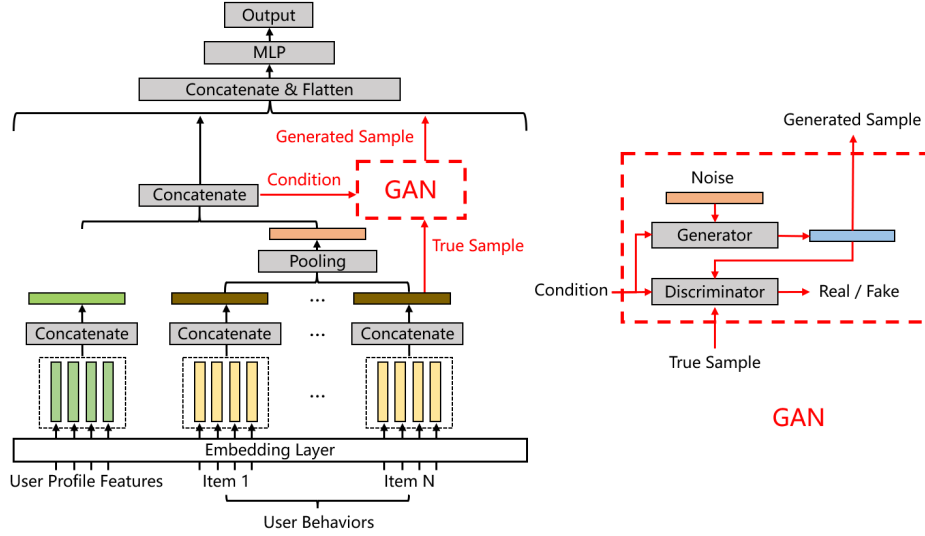 Output
MLP
Concatenate & Flatten
Generated Sample
Concatenate
Condition
GAN
True Sample
Pooling
...
Concatenate
Concatenate
...
Concatenate
...
Embedding Layer
User Profile Features
Item 1
Item N
User Behaviors
Generated Sample
Noise
Generator
Condition
Discriminator
Real / Fake
True Sample
GAN